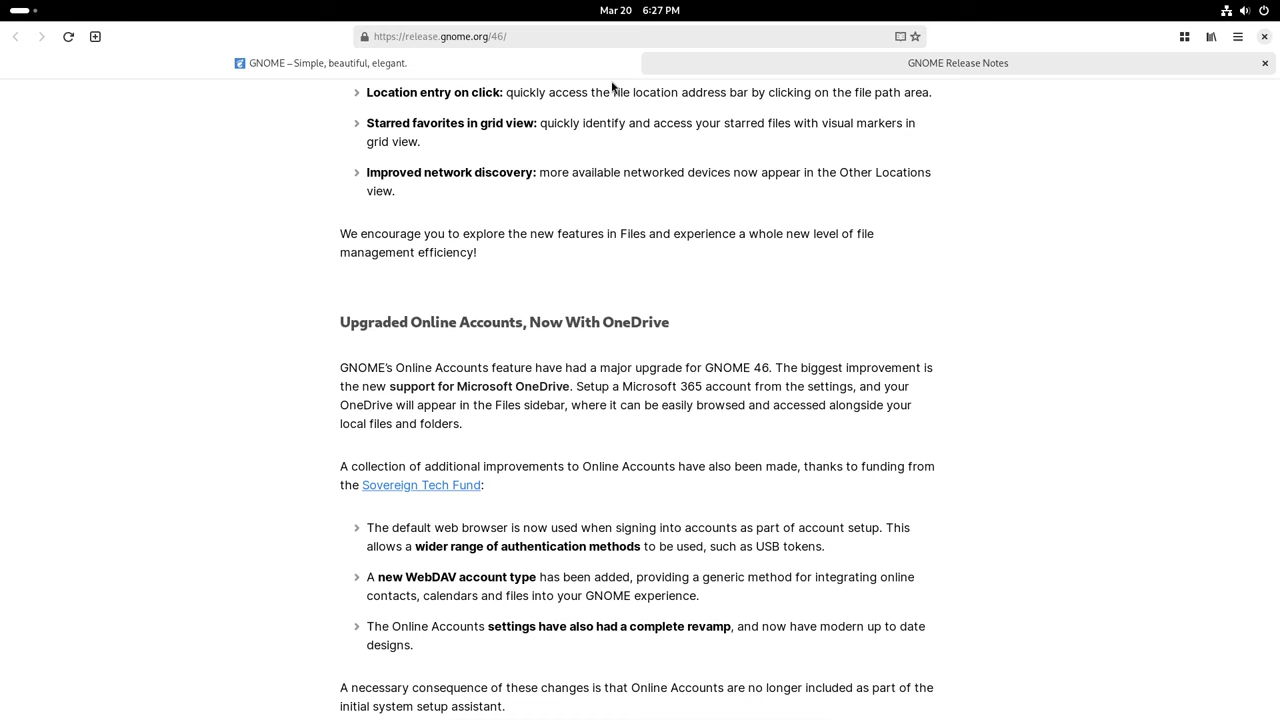 Mar 20 6:27 PM
https://release.gnome.org/46/
GNOME – Simple, beautiful, elegant.
GNOME Release Notes
Location entry on click: quickly access the file location address bar by clicking on the file path area.
Starred favorites in grid view: quickly identify and access your starred files with visual markers in
grid view.
Improved network discovery: more available networked devices now appear in the Other Locations
view.
We encourage you to explore the new features in Files and experience a whole new level of file
management efficiency!
Upgraded Online Accounts, Now With OneDrive
GNOME’s Online Accounts feature have had a major upgrade for GNOME 46. The biggest improvement is
the new support for Microsoft OneDrive. Setup a Microsoft 365 account from the settings, and your
OneDrive will appear in the Files sidebar, where it can be easily browsed and accessed alongside your
local files and folders.
A collection of additional improvements to Online Accounts have also been made, thanks to funding from
the Sovereign Tech Fund:
The default web browser is now used when signing into accounts as part of account setup. This
allows a wider range of authentication methods to be used, such as USB tokens.
A new WebDAV account type has been added, providing a generic method for integrating online
contacts, calendars and files into your GNOME experience.
The Online Accounts settings have also had a complete revamp, and now have modern up to date
designs.
A necessary consequence of these changes is that Online Accounts are no longer included as part of the
initial system setup assistant.